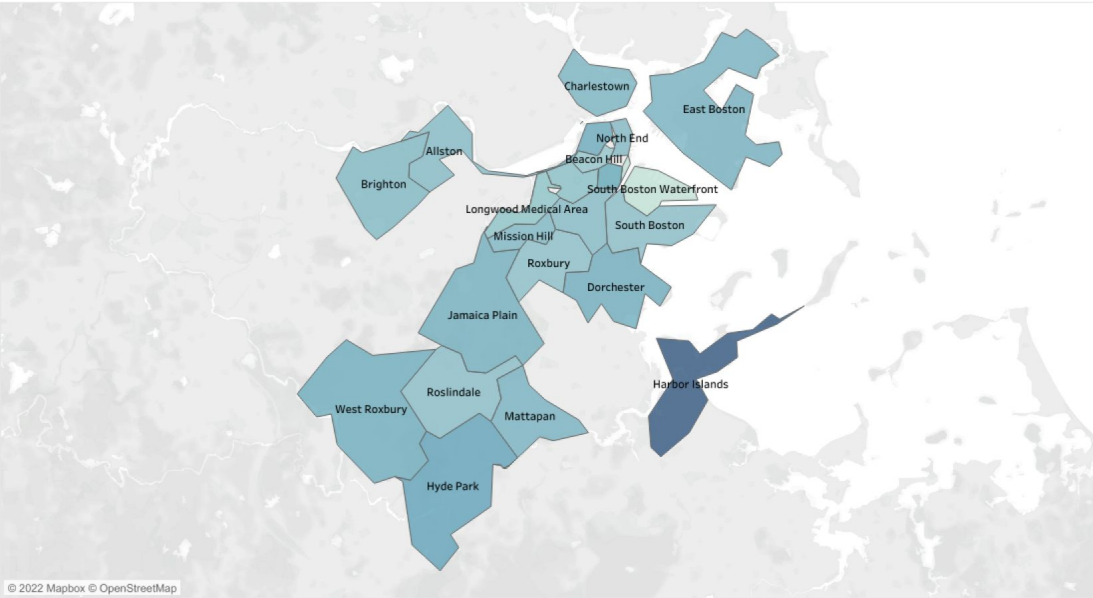 Charlestown
East Boston
North End
Allston
Beacon Hill
Brighton
South Boston Waterfront
Longwood Medical Area
South Boston
Mission Hill
Roxbury
Dorchester
Jamaica Plain
Harbor Islands
Roslindale
West Roxbury
Mattapan
Hyde Park
© 2022 Mapbox © OpenStreetMap